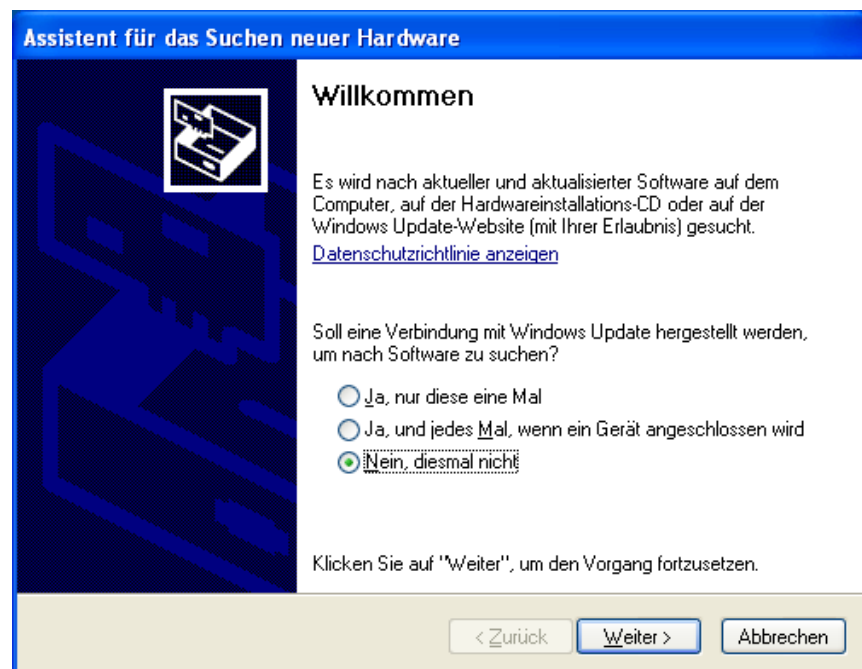 Assistent für das Suchen neuer Hardware
Willkommen
Es wird nach aktueller und aktualisierter Software auf dem
Computer, auf der Hardwareinstallations-CD oder auf der
Windows Update-Website (mit Ihrer Erlaubnis) gesucht.
Datenschutzrichtlinie anzeigen
Soll eine Verbindung mit Windows Update hergestellt werden,
um nach Software zu suchen?
Ja, nur diese eine Mal
Ja, und jedes Mal, wenn ein Gerät angeschlossen wird
Nein, diesmal nicht
Klicken Sie auf "Weiter", um den Vorgang fortzusetzen.
< Zurück Weiter > Abbrechen